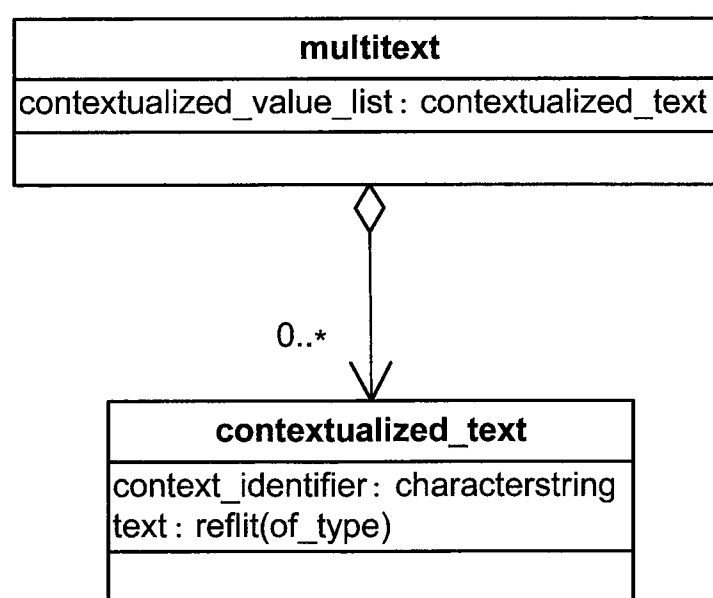 multitext
contextualized_value_list: contextualized_text
0..*
contextualized_text
context_identifier: characterstring
text: reflit(of_type)